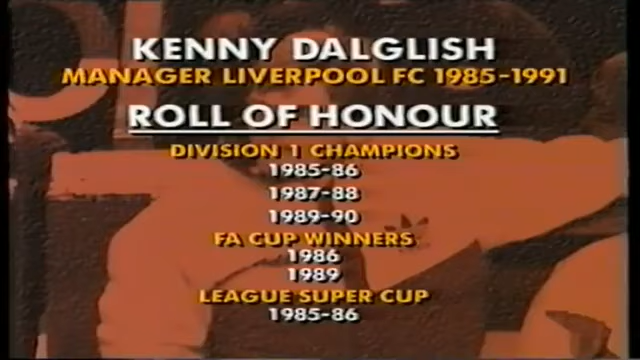 KENNY DALGLISH
MANAGER LIVERPOOL FC 1985-1991
ROLL OF HONOUR
DIVISION 1 CHAMPIONS
1985-86
1987-88
1989-90
FA CUP WINNERS
1986
1989
LEAGUE SUPER CUP
1985-86